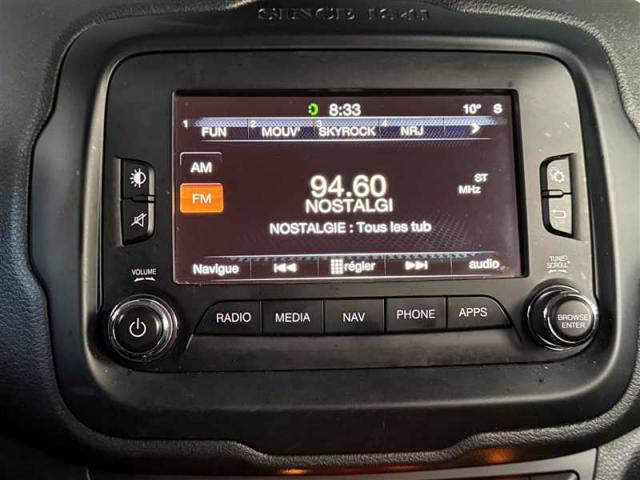 SINCE 1941
8:33 10° S
1 FUN 2 MOUV' 3 SKYROCK 4 NRJ >
AM
FM
94.60 ST MHz
NOSTALGI
NOSTALGIE : Tous les tub
Navigue régler audio
VOLUME
TUNE/SCROLL
RADIO MEDIA NAV PHONE APPS
BROWSE
ENTER